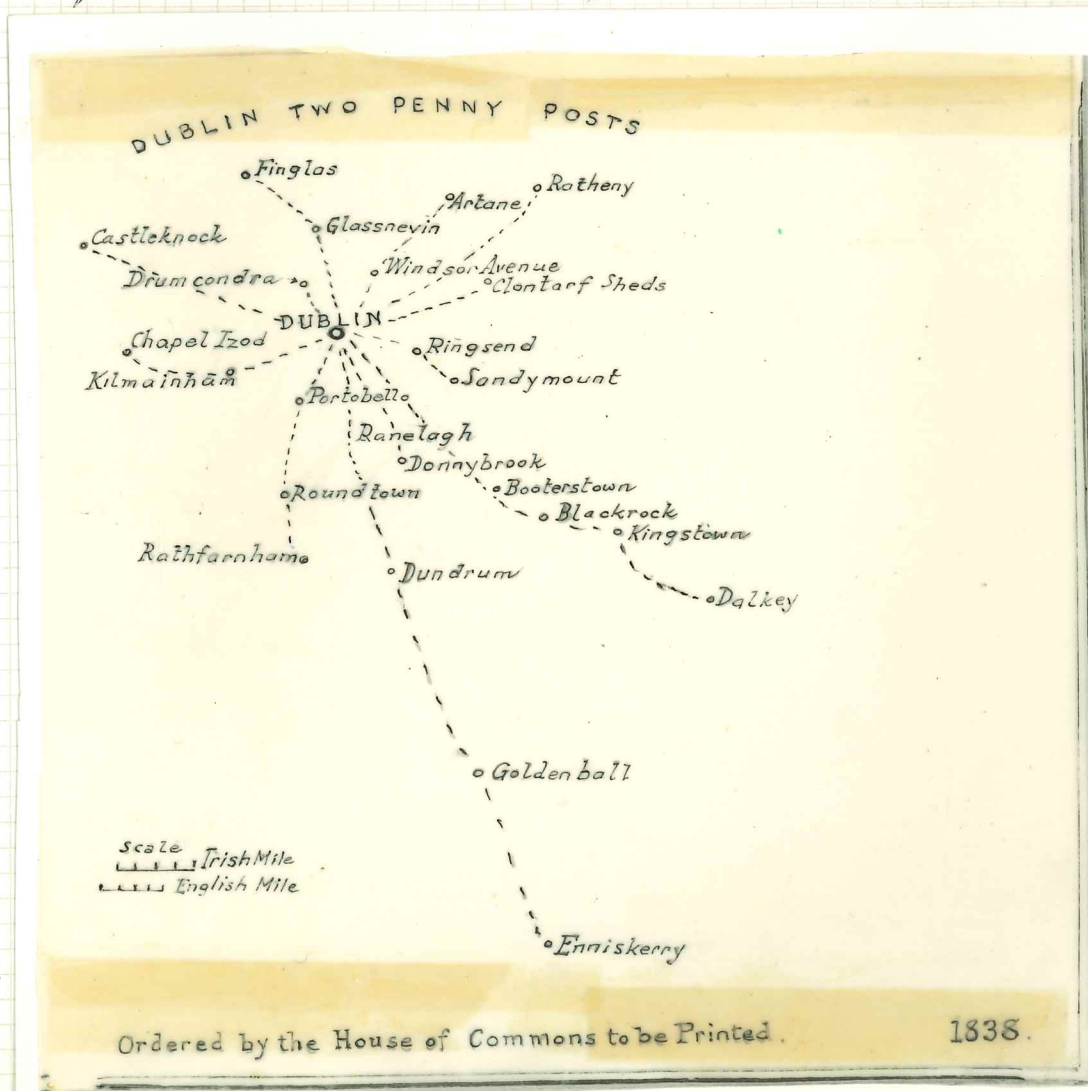 DUBLIN TWO PENNY POSTS
Finglas
Ratheny
Artane
Glassnevin
Castleknock
Windsor Avenue
Drumcondra
Clontarf Sheds
DUBLIN
Chapel Izod
Ringsend
Kilmainham
Sandymount
Portobello
Ranelagh
Donnybrook
Booterstown
Roundtown
Blackrock
Kingstown
Rathfarnham
Dundrum
Dalkey
Goldenball
Scale
Irish Mile
English Mile
Enniskerry
Ordered by the House of Commons to be Printed. 1838.